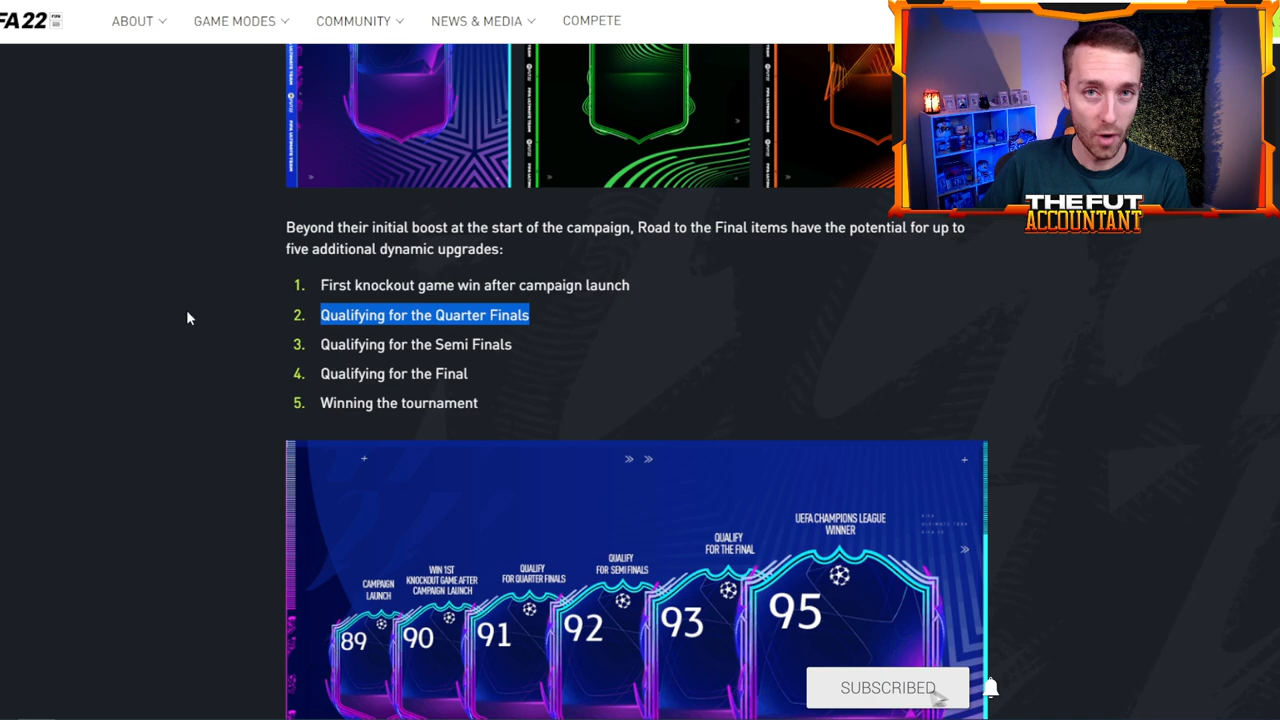 FA 22
ABOUT
GAME MODES
COMMUNITY
NEWS & MEDIA
COMPETE
THE FUT
ACCOUNTANT
Beyond their initial boost at the start of the campaign, Road to the Final items have the potential for up to
five additional dynamic upgrades:
1. First knockout game win after campaign launch
2. Qualifying for the Quarter Finals
3. Qualifying for the Semi Finals
4. Qualifying for the Final
5. Winning the tournament
CAMPAIGN
LAUNCH
WIN 1ST
KNOCKOUT GAME AFTER
CAMPAIGN LAUNCH
QUALIFY
FOR QUARTER FINALS
QUALIFY
FOR SEMI FINALS
QUALIFY
FOR THE FINAL
UEFA CHAMPIONS LEAGUE
WINNER
89
90
91
92
93
95
SUBSCRIBED